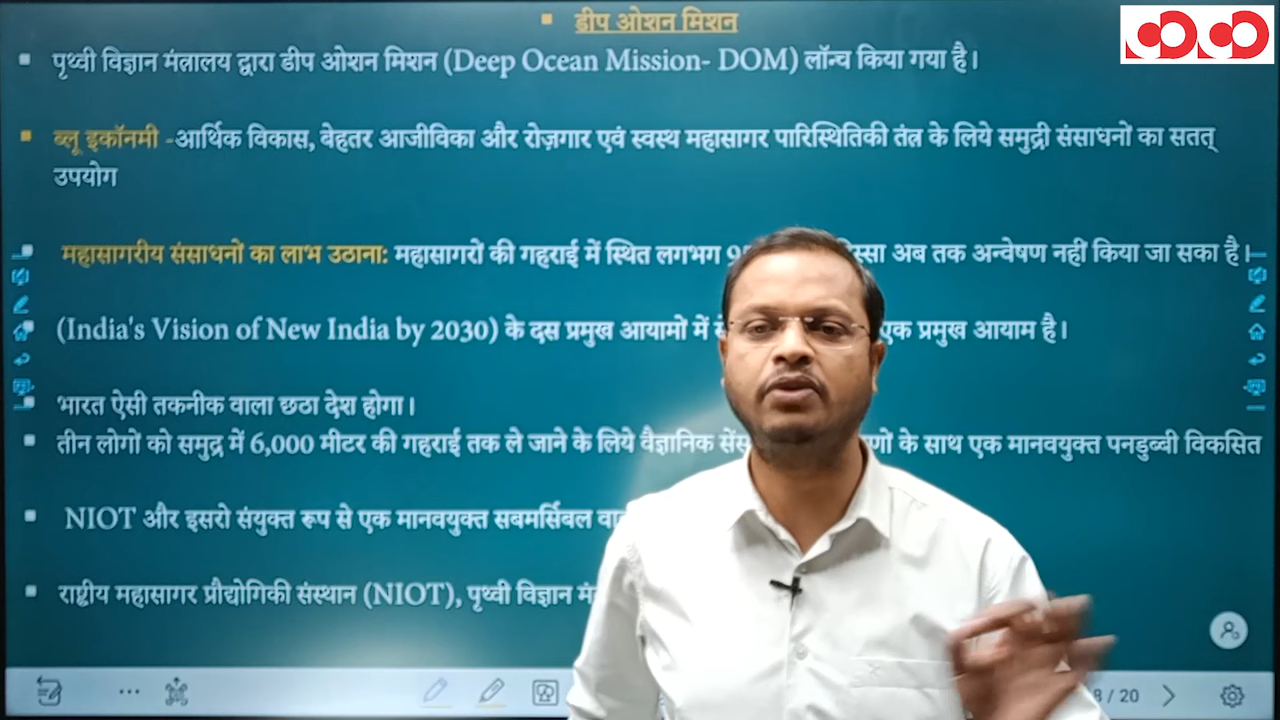 डीप ओशन मिशन
पृथ्वी विज्ञान मंत्रालय द्वारा डीप ओशन मिशन (Deep Ocean Mission- DOM) लॉन्च किया गया है।
ब्लू इकॉनमी -आर्थिक विकास, बेहतर आजीविका और रोज़गार एवं स्वस्थ महासागर पारिस्थितिकी तंत्र के लिये समुद्री संसाधनों का सतत्
उपयोग
महासागरीय संसाधनों का लाभ उठाना: महासागरों की गहराई में स्थित लगभग अब तक अन्वेषण नहीं किया जा सका है।
(India's Vision of New India by 2030) के दस प्रमुख आयामों में एक प्रमुख आयाम है।
भारत ऐसी तकनीक वाला छठा देश होगा।
तीन लोगों को समुद्र में 6,000 मीटर की गहराई तक ले जाने के लिये वैज्ञानिक के साथ एक मानवयुक्त पनडुब्बी विकसित
NIOT और इसरो संयुक्त रूप से एक मानवयुक्त सबमर्सिबल
राष्ट्रीय महासागर प्रौद्योगिकी संस्थान (NIOT), पृथ्वी विज्ञान
8 / 20